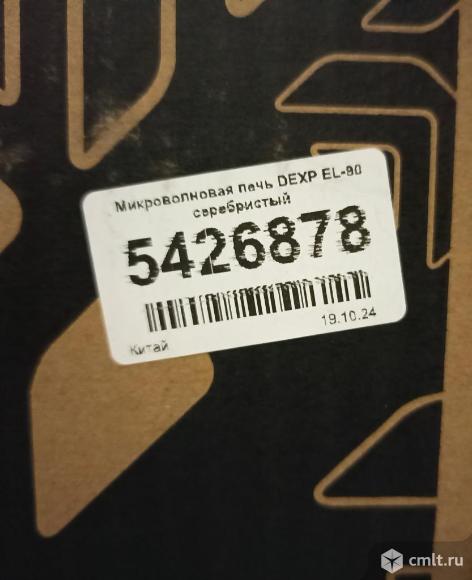 Микроволновая печь DEXP EL-90
серебристый
5426878
19.10.24
Китай
cmlt.ru